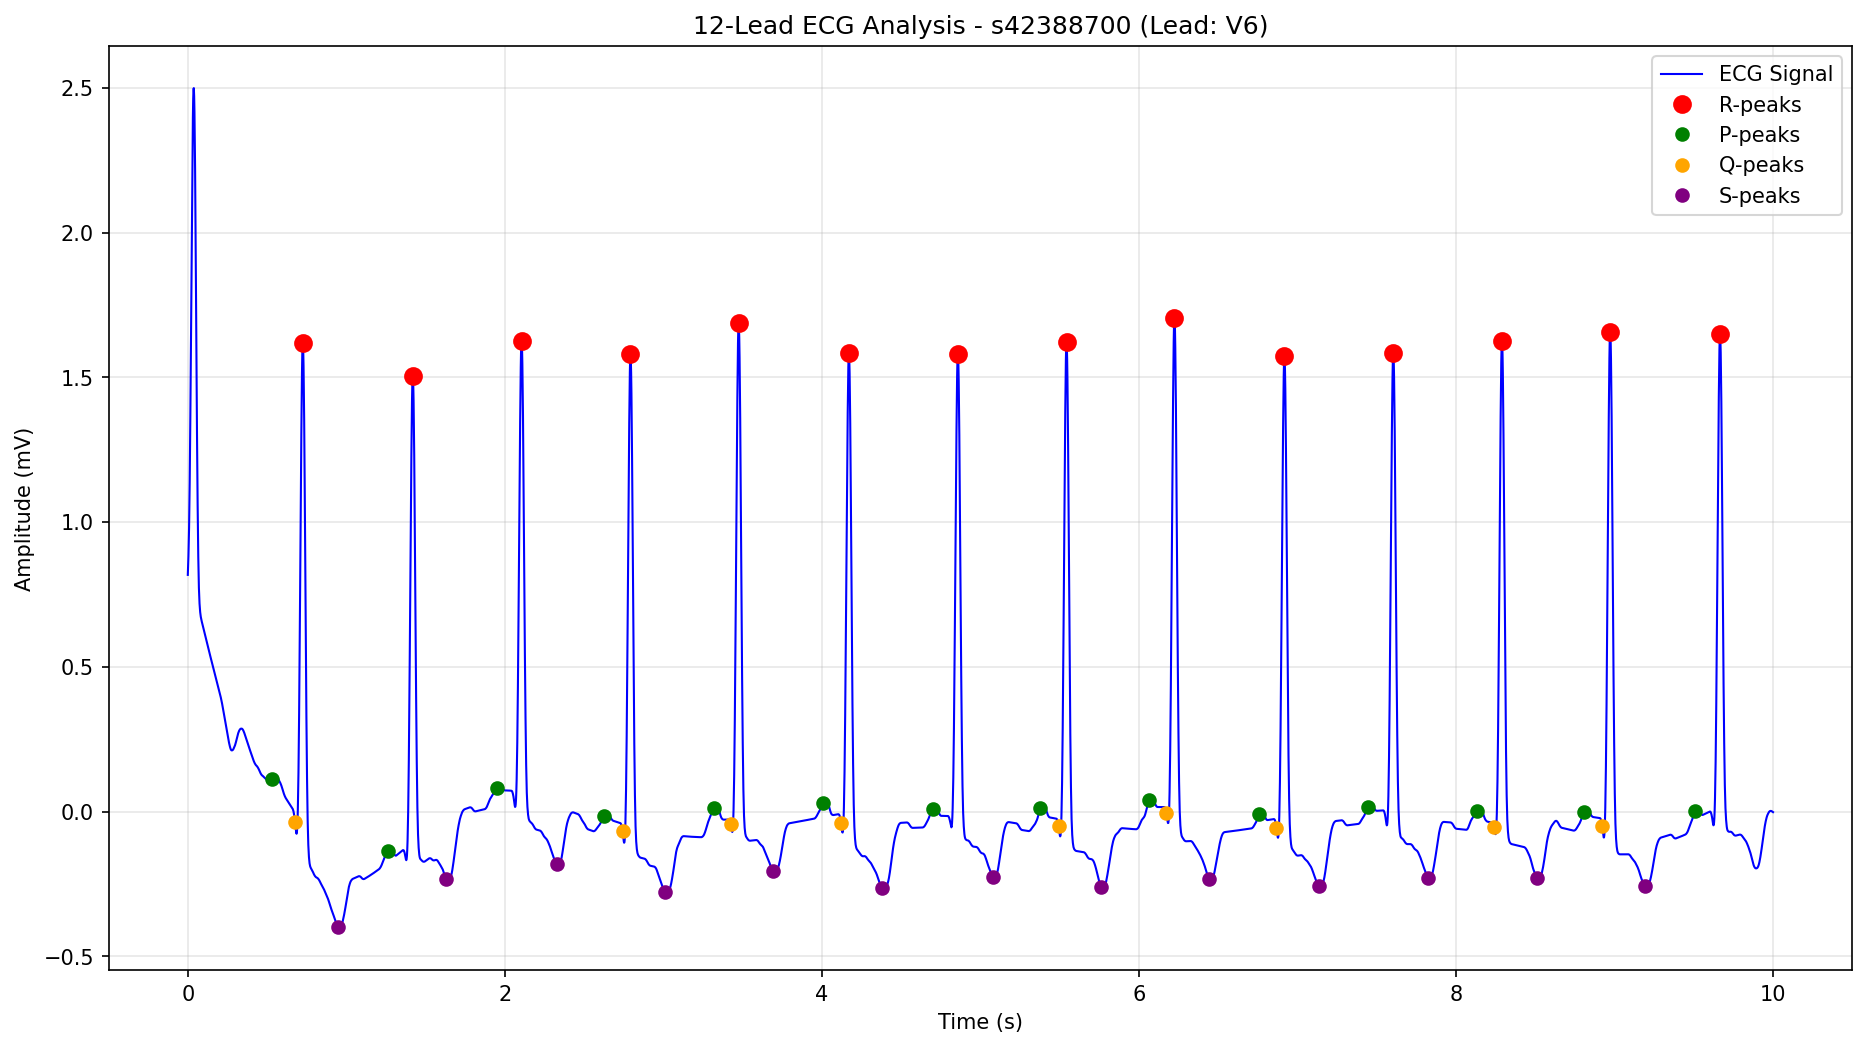 12-Lead ECG Analysis - s42388700 (Lead: V6)
ECG Signal
R-peaks
P-peaks
Q-peaks
S-peaks
Amplitude (mV)
2.5
2.0
1.5
1.0
0.5
0.0
−0.5
0 2 4 6 8 10
Time (s)